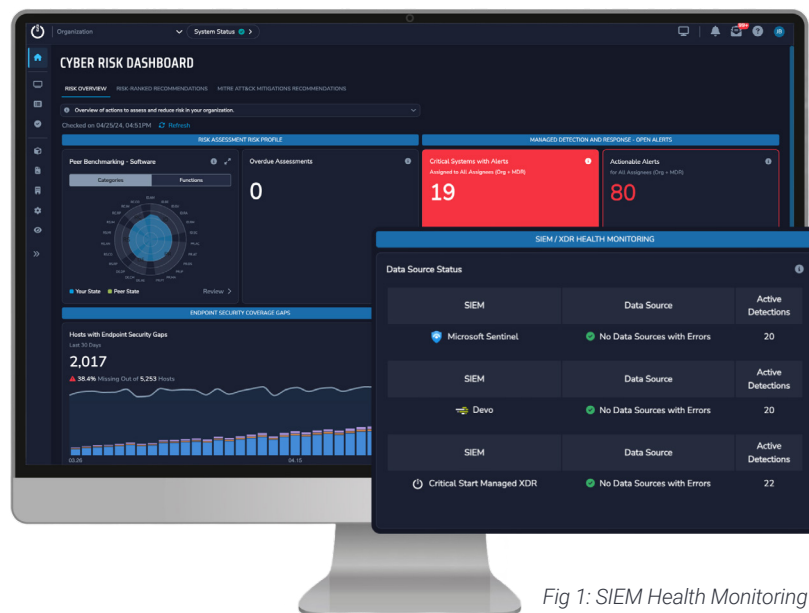 Organization
System Status
99+
JB
CYBER RISK DASHBOARD
RISK OVERVIEW RISK-RANKED RECOMMENDATIONS MITRE ATT&CK MITIGATIONS RECOMMENDATIONS
Overview of actions to assess and reduce risk in your organization.
Checked on 04/25/24, 04:51PM Refresh
RISK ASSESSMENT RISK PROFILE
Peer Benchmarking - Software
Categories Functions
Your State Peer State Review
Overdue Assessments
0
MANAGED DETECTION AND RESPONSE - OPEN ALERTS
Critical Systems with Alerts
Assigned to All Assignees (Org + MDR)
19
Actionable Alerts
for All Assignees (Org + MDR)
80
ENDPOINT SECURITY COVERAGE GAPS
Hosts with Endpoint Security Gaps
Last 30 Days
2,017
38.4% Missing Out of 5,253 Hosts
03.26 04.15
SIEM / XDR HEALTH MONITORING
Data Source Status
SIEM Data Source Active
Detections
Microsoft Sentinel No Data Sources with Errors 20
SIEM Data Source Active
Detections
Devo No Data Sources with Errors 20
SIEM Data Source Active
Detections
Critical Start Managed XDR No Data Sources with Errors 22
Fig 1: SIEM Health Monitoring